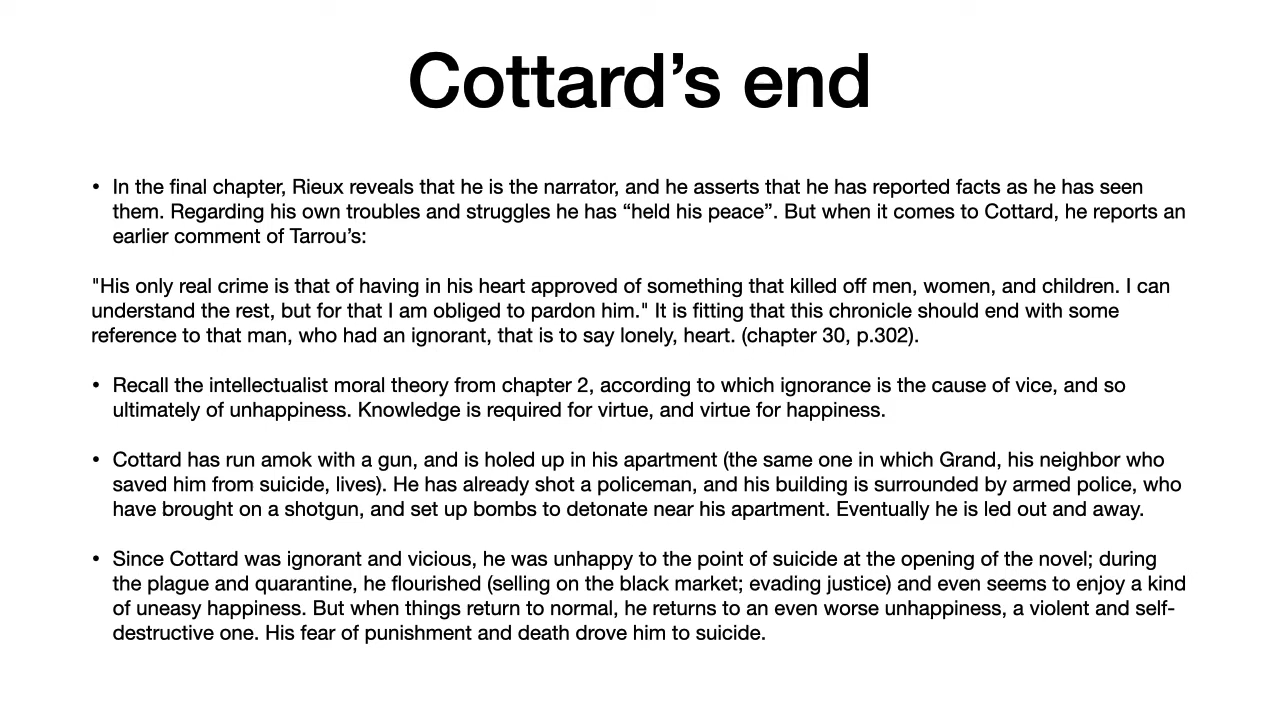 Cottard’s end
• In the final chapter, Rieux reveals that he is the narrator, and he asserts that he has reported facts as he has seen
them. Regarding his own troubles and struggles he has “held his peace”. But when it comes to Cottard, he reports an
earlier comment of Tarrou’s:
"His only real crime is that of having in his heart approved of something that killed off men, women, and children. I can
understand the rest, but for that I am obliged to pardon him." It is fitting that this chronicle should end with some
reference to that man, who had an ignorant, that is to say lonely, heart. (chapter 30, p.302).
• Recall the intellectualist moral theory from chapter 2, according to which ignorance is the cause of vice, and so
ultimately of unhappiness. Knowledge is required for virtue, and virtue for happiness.
• Cottard has run amok with a gun, and is holed up in his apartment (the same one in which Grand, his neighbor who
saved him from suicide, lives). He has already shot a policeman, and his building is surrounded by armed police, who
have brought on a shotgun, and set up bombs to detonate near his apartment. Eventually he is led out and away.
• Since Cottard was ignorant and vicious, he was unhappy to the point of suicide at the opening of the novel; during
the plague and quarantine, he flourished (selling on the black market; evading justice) and even seems to enjoy a kind
of uneasy happiness. But when things return to normal, he returns to an even worse unhappiness, a violent and self-
destructive one. His fear of punishment and death drove him to suicide.